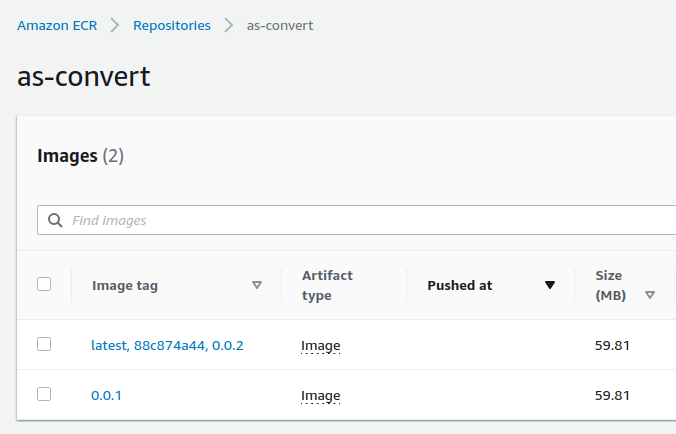 Amazon ECR > Repositories > as-convert
as-convert
Images (2)
Find images
Image tag
Artifact
type
Pushed at
Size
(MB)
latest, 88c874a44, 0.0.2 Image 59.81
0.0.1 Image 59.81